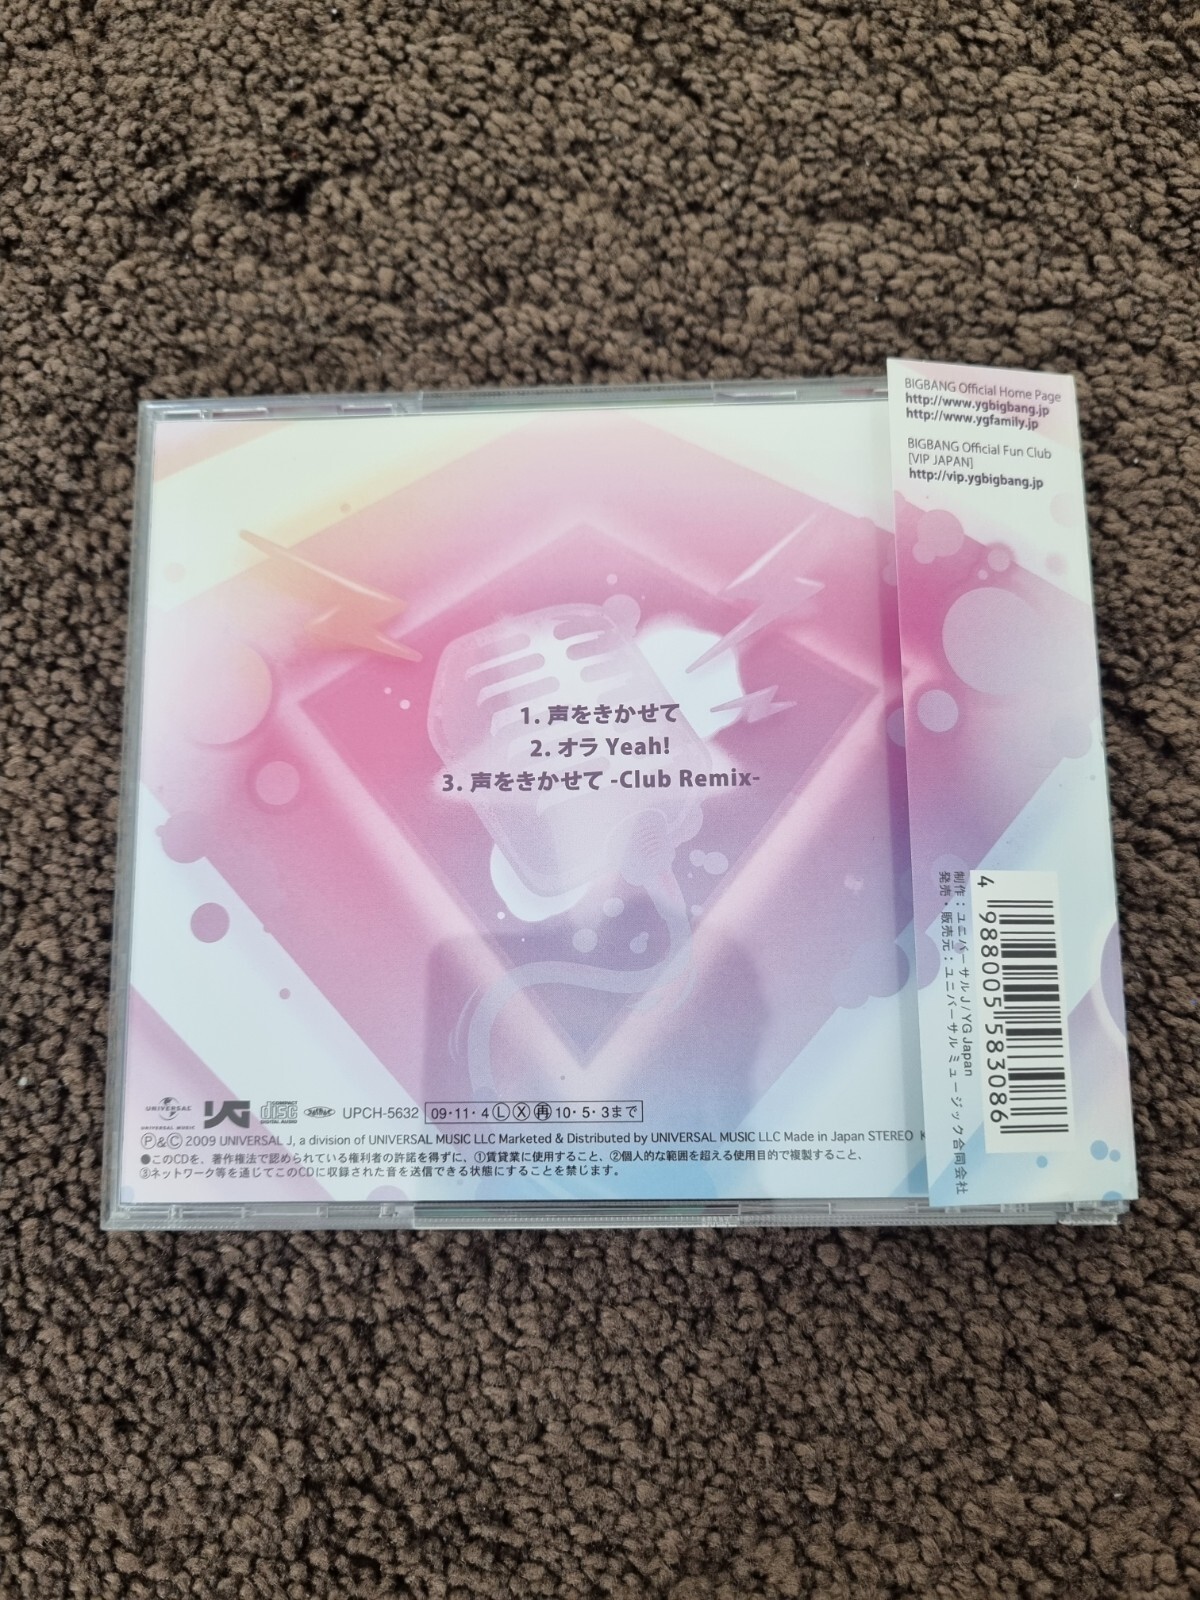 BIGBANG Official Home Page
http://www.ygbigbang.jp
http://www.ygfamily.jp
BIGBANG Official Fun Club
[VIP JAPAN]
http://vip.ygbigbang.jp
1. 声をきかせて
2. オラ Yeah!
3. 声をきかせて -Club Remix-
制作：ユニバーサル J / YG Japan
発売・販売元：ユニバーサル ミュージック合同会社
4 988005 583086
UNIVERSAL
UNIVERSAL MUSIC
YG
COMPACT
disc
DIGITAL AUDIO
UPCH-5632
09・11・4 Ⓛ Ⓧ ㊢ 10・5・3まで
Ⓟ&Ⓒ 2009 UNIVERSAL J, a division of UNIVERSAL MUSIC LLC Marketed & Distributed by UNIVERSAL MUSIC LLC Made in Japan STEREO
●このCDを、著作権法で認められている権利者の許諾を得ずに、①賃貸業に使用すること、②個人的な範囲を超える使用目的で複製すること、
③ネットワーク等を通じてこのCDに収録された音を送信できる状態にすることを禁じます。